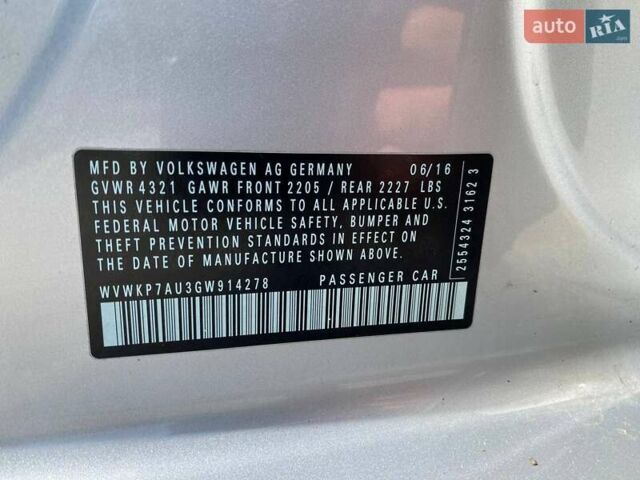 auto RIA.com
MFD BY VOLKSWAGEN AG GERMANY 06/16
GVWR 4321 GAWR FRONT 2205 / REAR 2227 LBS
THIS VEHICLE CONFORMS TO ALL APPLICABLE U.S.
FEDERAL MOTOR VEHICLE SAFETY, BUMPER AND
THEFT PREVENTION STANDARDS IN EFFECT ON
THE DATE OF MANUFACTURE SHOWN ABOVE.
WVWKP7AU3GW914278 PASSENGER CAR
2554324 3162 3